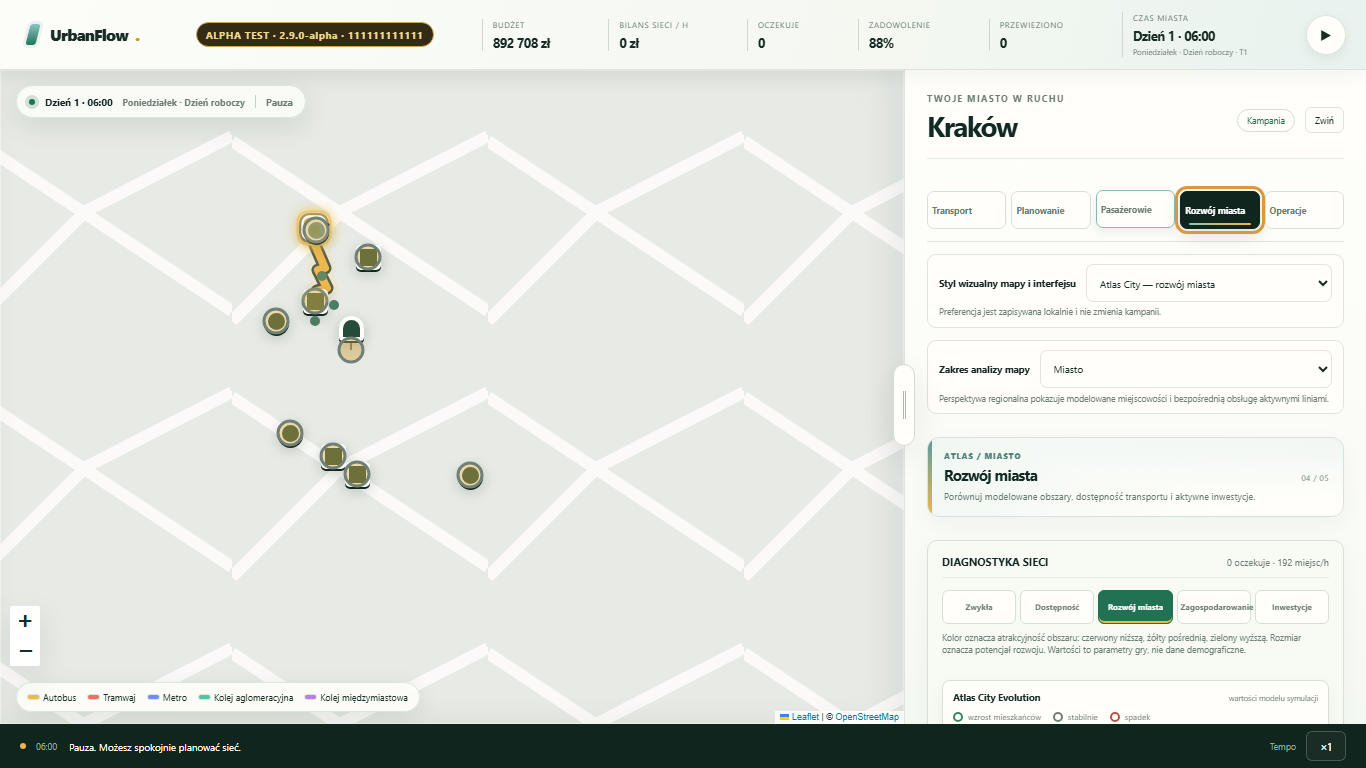 UrbanFlow.
ALPHA TEST · 2.9.0-alpha · 111111111111
BUDŻET
892 708 zł
BILANS SIECI / H
0 zł
OCZEKUJE
0
ZADOWOLENIE
88%
PRZEWIEZIONO
0
CZAS MIASTA
Dzień 1 · 06:00
Poniedziałek · Dzień roboczy · T1
Dzień 1 · 06:00 Poniedziałek · Dzień roboczy Pauza
+
−
Autobus Tramwaj Metro Kolej aglomeracyjna Kolej międzymiastowa
Leaflet | © OpenStreetMap
TWOJE MIASTO W RUCHU
Kraków
Kampania
Zwiń
Transport
Planowanie
Pasażerowie
Rozwój miasta
Operacje
Styl wizualny mapy i interfejsu
Atlas City — rozwój miasta
Preferencja jest zapisywana lokalnie i nie zmienia kampanii.
Zakres analizy mapy
Miasto
Perspektywa regionalna pokazuje modelowane miejscowości i bezpośrednią obsługę aktywnymi liniami.
ATLAS / MIASTO
Rozwój miasta
04 / 05
Porównuj modelowane obszary, dostępność transportu i aktywne inwestycje.
DIAGNOSTYKA SIECI
0 oczekuje · 192 miejsc/h
Zwykła
Dostępność
Rozwój miasta
Zagospodarowanie
Inwestycje
Kolor oznacza atrakcyjność obszaru: czerwony niższą, żółty pośrednią, zielony wyższą. Rozmiar
oznacza potencjał rozwoju. Wartości to parametry gry, nie dane demograficzne.
Atlas City Evolution
wartości modelu symulacji
wzrost mieszkańców stabilnie spadek
06:00 Pauza. Możesz spokojnie planować sieć.
Tempo
×1